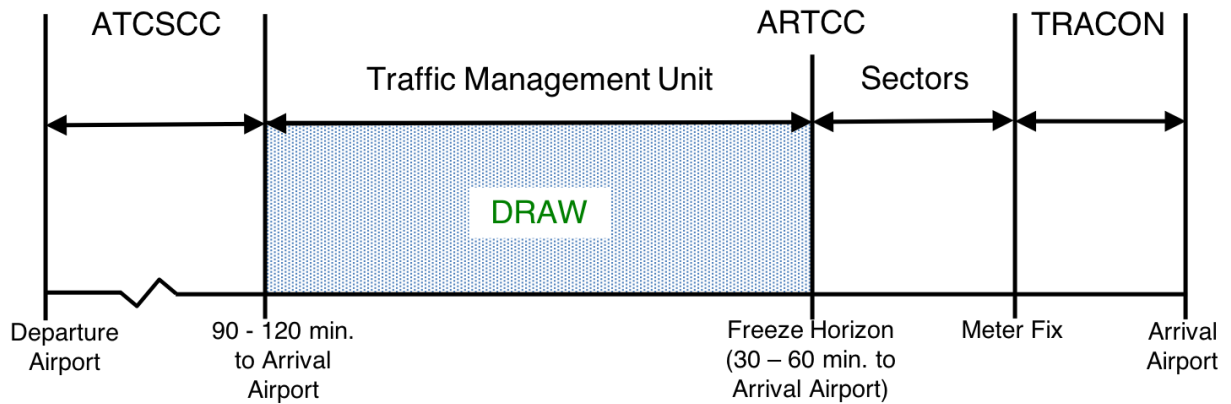 ATCSCC
ARTCC
TRACON
Traffic Management Unit
Sectors
DRAW
Departure
Airport
90 - 120 min.
to Arrival
Airport
Freeze Horizon
(30 – 60 min. to
Arrival Airport)
Meter Fix
Arrival
Airport